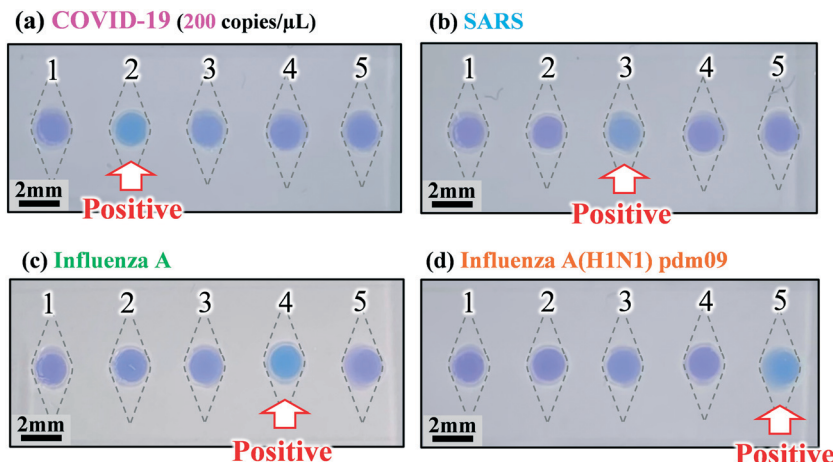 (a) COVID-19 (200 copies/µL)
1 2 3 4 5
2mm
Positive
(b) SARS
1 2 3 4 5
2mm
Positive
(c) Influenza A
1 2 3 4 5
2mm
Positive
(d) Influenza A(H1N1) pdm09
1 2 3 4 5
2mm
Positive